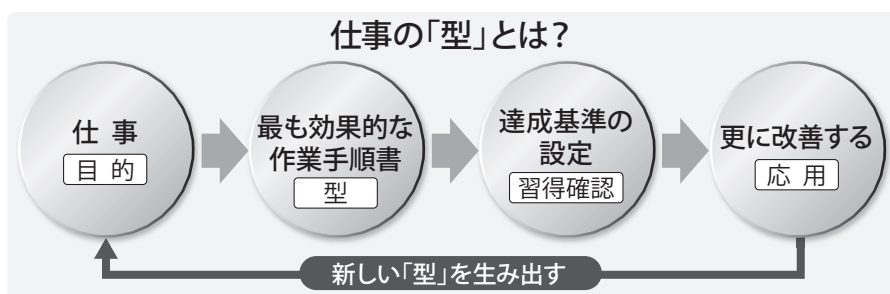 仕事の「型」とは?
仕 事
目 的
最も効果的な
作業手順書
型
達成基準の
設定
習得確認
更に改善する
応 用
新しい「型」を生み出す